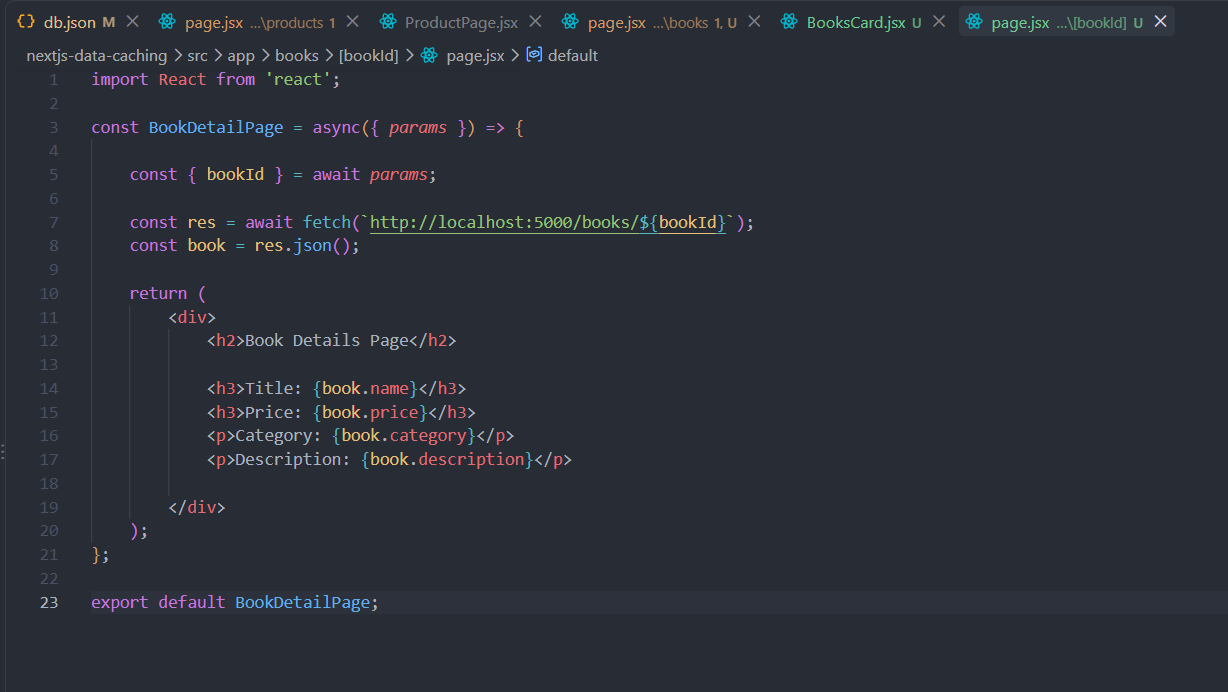 db.json M page.jsx ...\products 1 ProductPage.jsx page.jsx ...\books 1, U BooksCard.jsx U page.jsx ...\[bookId] U
nextjs-data-caching > src > app > books > [bookId] > page.jsx > default
1 import React from 'react';
2
3 const BookDetailPage = async({ params }) => {
4
5     const { bookId } = await params;
6
7     const res = await fetch(`http://localhost:5000/books/${bookId}`);
8     const book = res.json();
9
10     return (
11         <div>
12             <h2>Book Details Page</h2>
13
14             <h3>Title: {book.name}</h3>
15             <h3>Price: {book.price}</h3>
16             <p>Category: {book.category}</p>
17             <p>Description: {book.description}</p>
18
19         </div>
20     );
21 };
22
23 export default BookDetailPage;